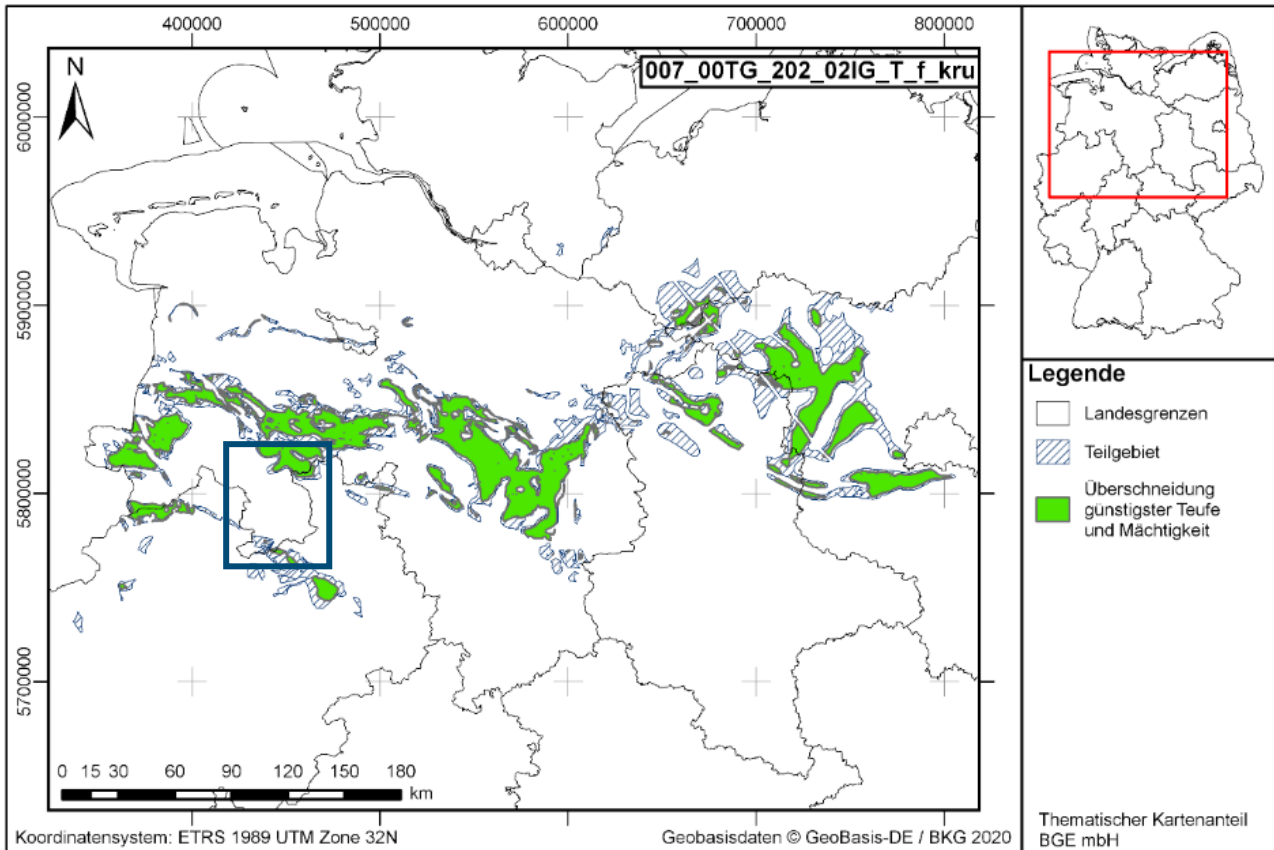 400000 500000 600000 700000 800000
N
007_00TG_202_02IG_T_f_kru
6000000
5900000
5800000
5700000
0 15 30 60 90 120 150 180
km
Koordinatensystem: ETRS 1989 UTM Zone 32N
Geobasisdaten © GeoBasis-DE / BKG 2020
Legende
Landesgrenzen
Teilgebiet
Überschneidung
günstigster Teufe
und Mächtigkeit
Thematischer Kartenanteil
BGE mbH